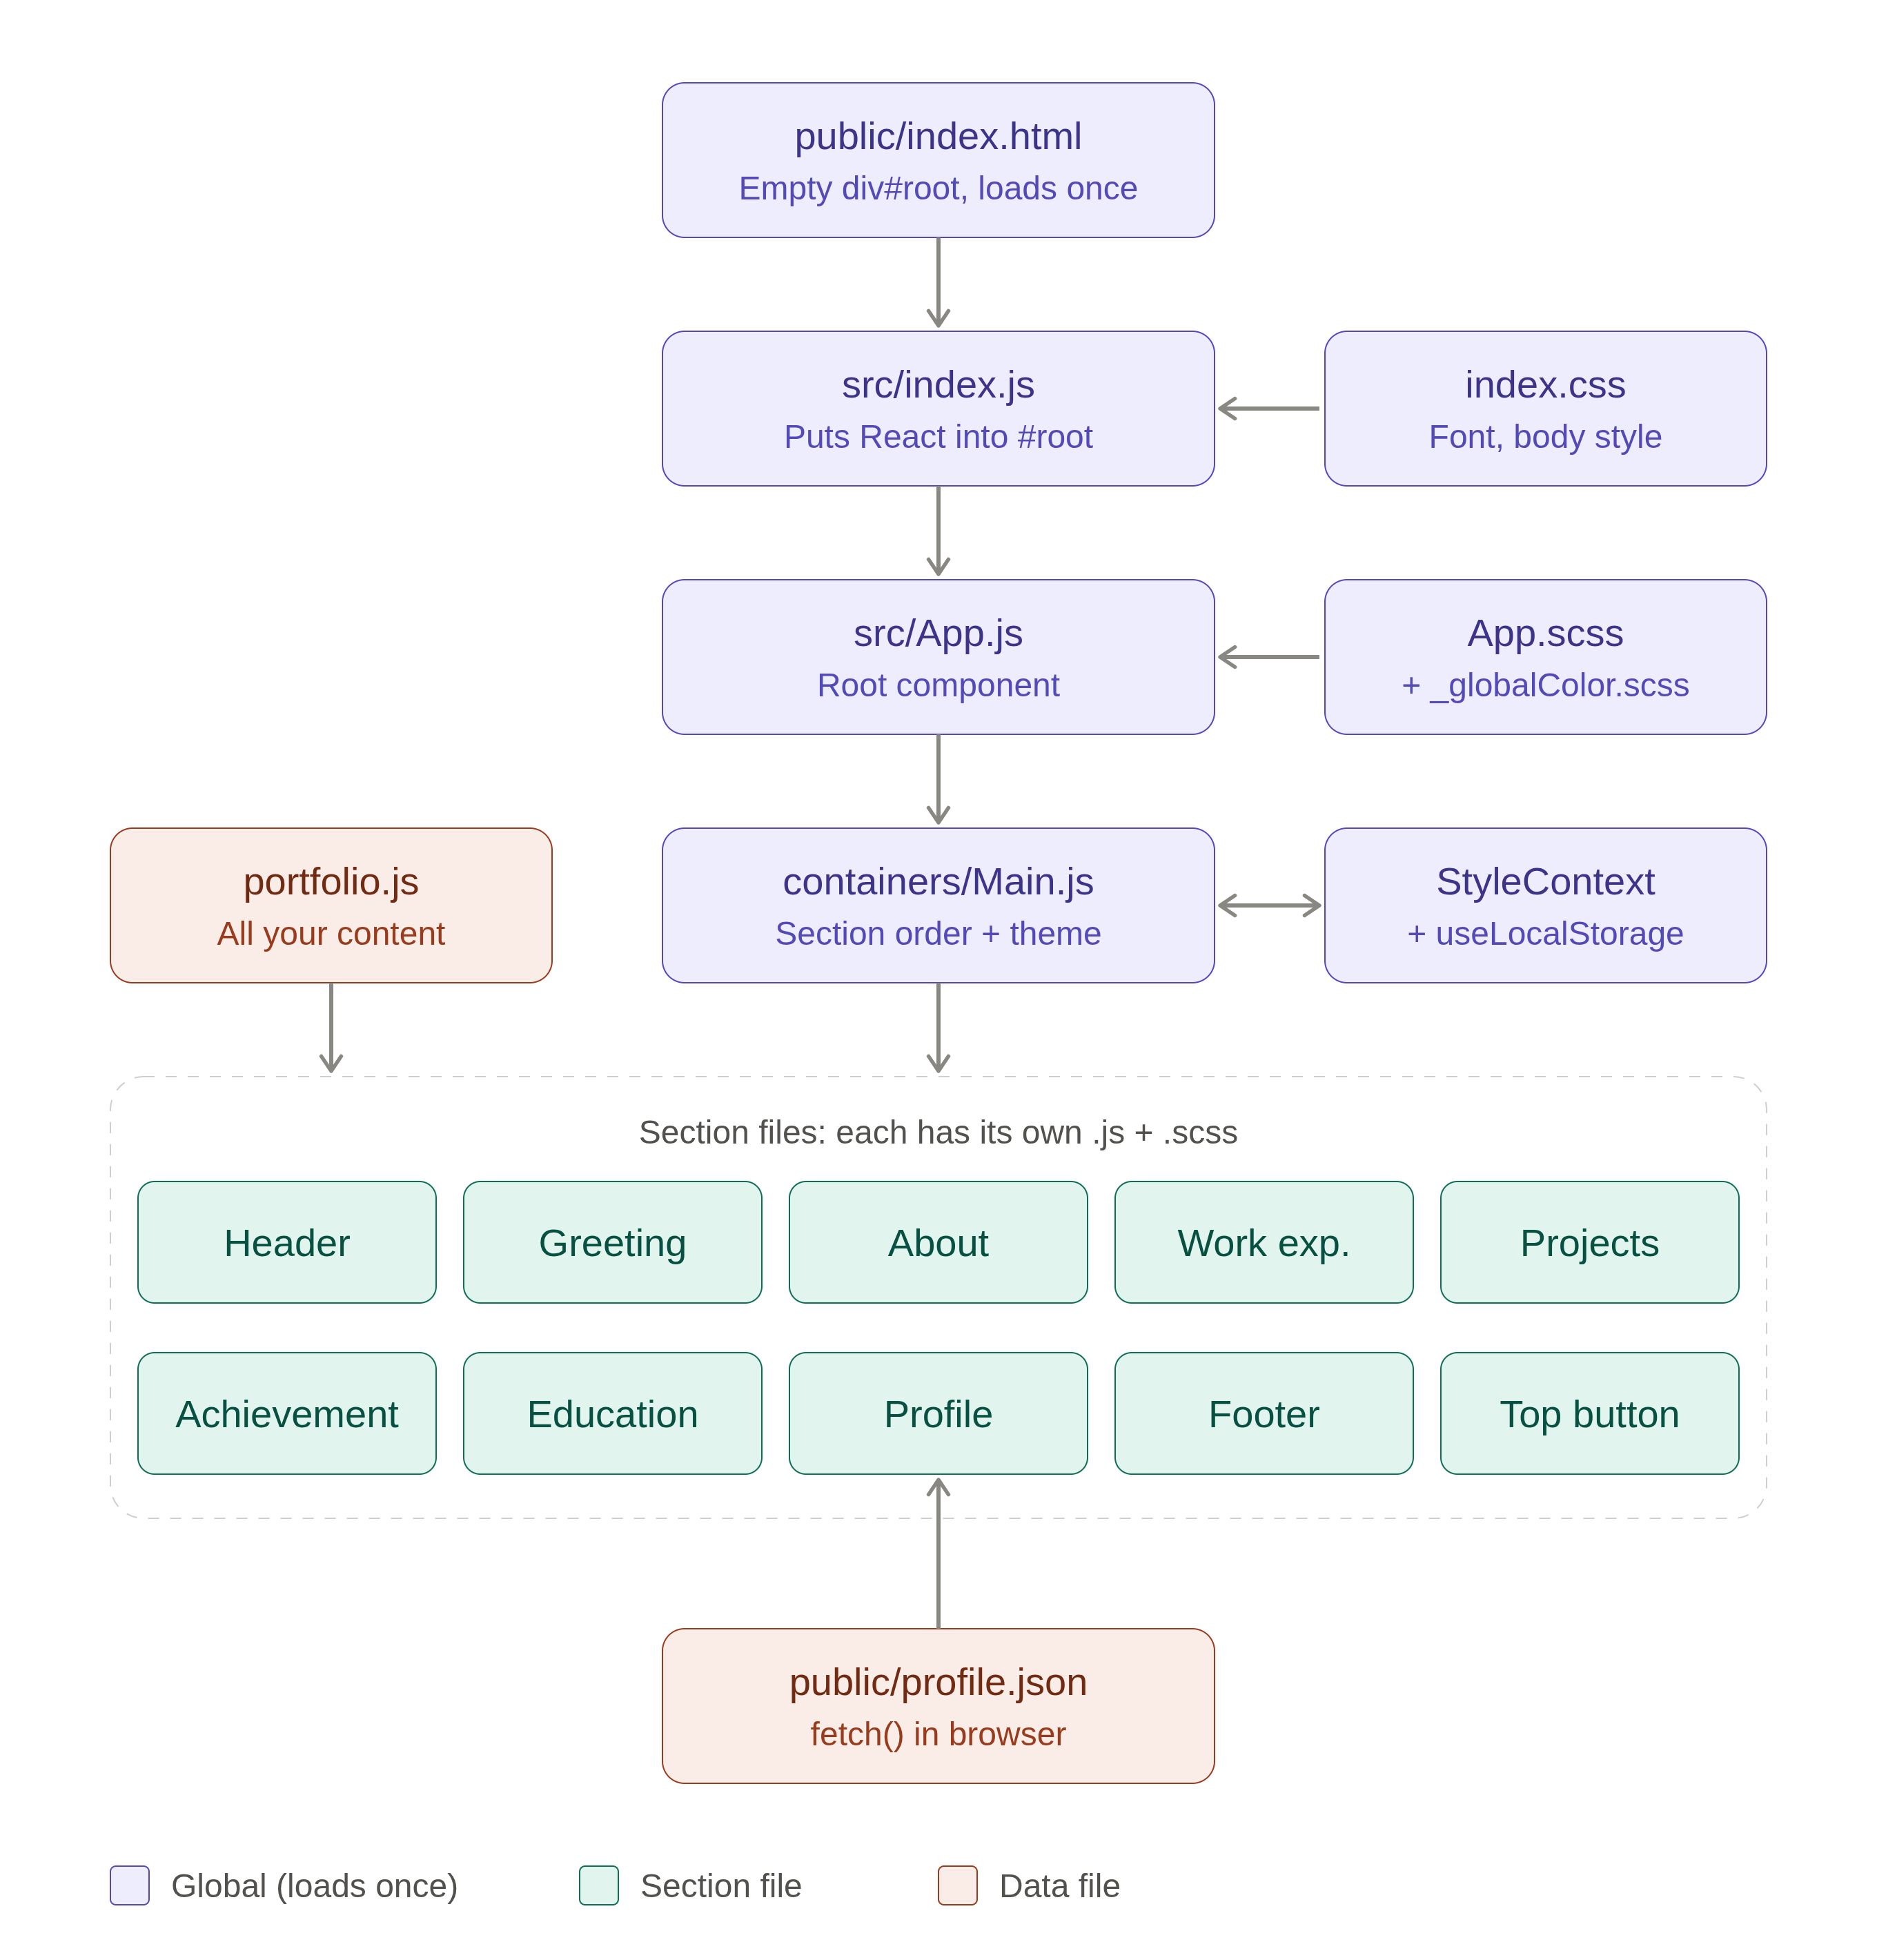 public/index.html
Empty div#root, loads once
src/index.js
Puts React into #root
index.css
Font, body style
src/App.js
Root component
App.scss
+ _globalColor.scss
portfolio.js
All your content
containers/Main.js
Section order + theme
StyleContext
+ useLocalStorage
Section files: each has its own .js + .scss
Header
Greeting
About
Work exp.
Projects
Achievement
Education
Profile
Footer
Top button
public/profile.json
fetch() in browser
Global (loads once)
Section file
Data file